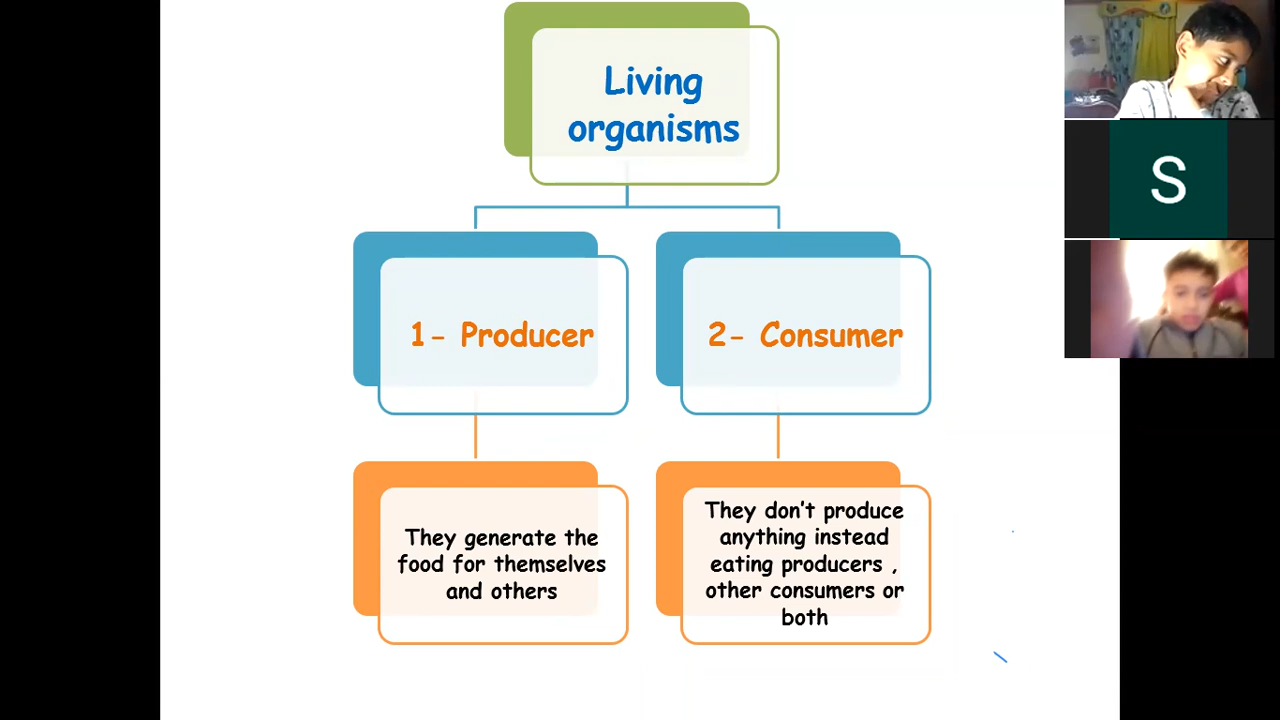 Living
organisms
1- Producer
2- Consumer
They generate the
food for themselves
and others
They don't produce
anything instead
eating producers ,
other consumers or
both
S